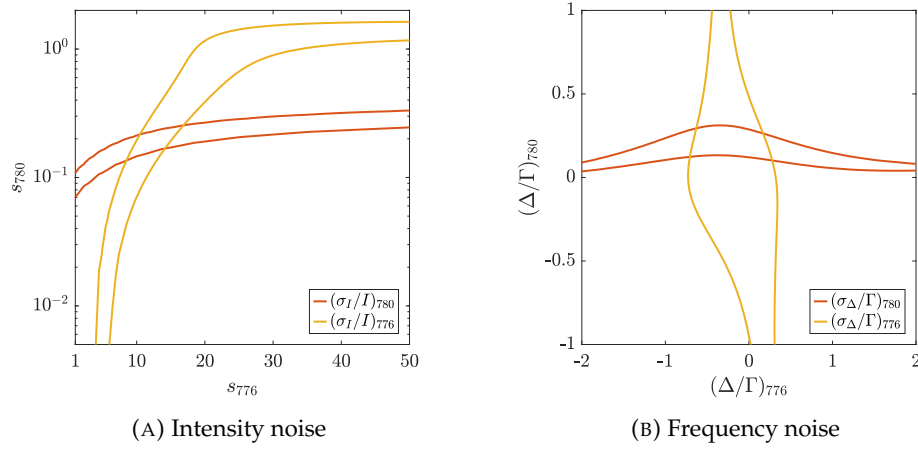 10^0
10^-1
10^-2
s_780
1 10 20 30 40 50
s_776
(σ_I/I)_780
(σ_I/I)_776
(A) Intensity noise
1
0.5
0
-0.5
-1
(Δ/Γ)_780
-2 -1 0 1 2
(Δ/Γ)_776
(σ_Δ/Γ)_780
(σ_Δ/Γ)_776
(B) Frequency noise